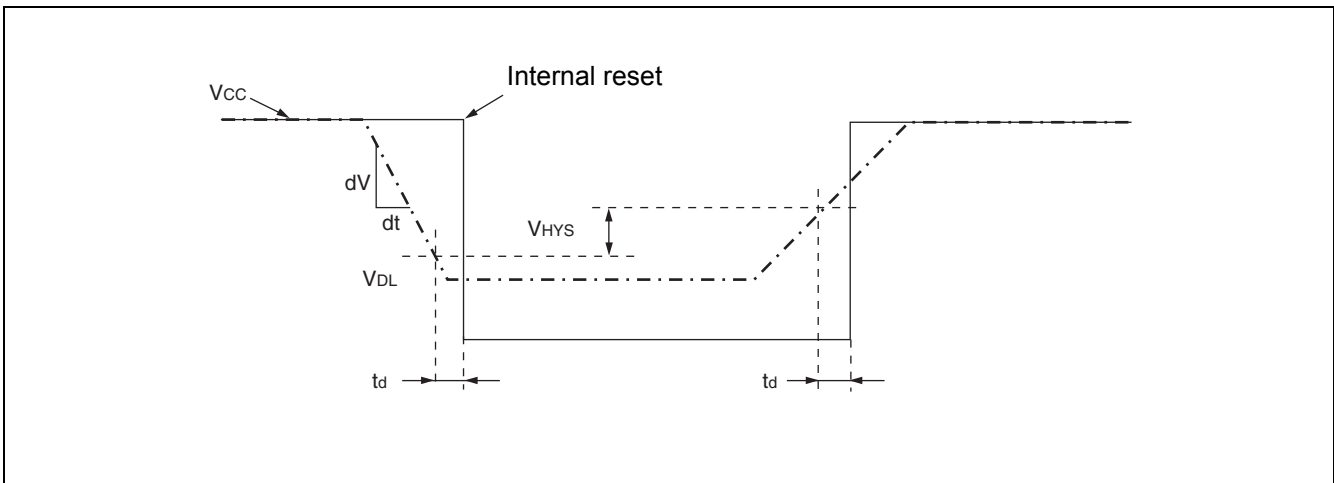 Internal reset
VCC
dV
dt
VHYS
VDL
td
td